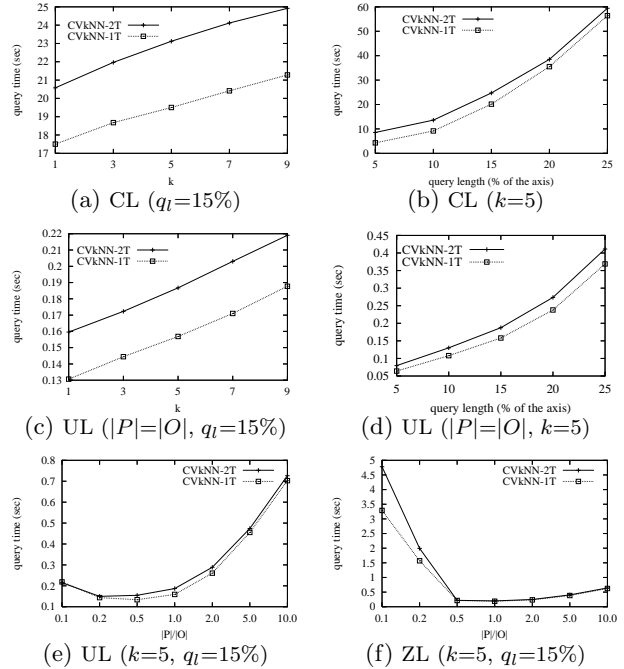 25
24
23
22
21
20
19
18
17
query time (sec)
CVkNN-2T
CVkNN-1T
1 3 5 7 9
k
(a) CL (q_l=15%)
60
50
40
30
20
10
0
query time (sec)
CVkNN-2T
CVkNN-1T
5 10 15 20 25
query length (% of the axis)
(b) CL (k=5)
0.22
0.21
0.2
0.19
0.18
0.17
0.16
0.15
0.14
0.13
query time (sec)
CVkNN-2T
CVkNN-1T
1 3 5 7 9
k
(c) UL (|P|=|O|, q_l=15%)
0.45
0.4
0.35
0.3
0.25
0.2
0.15
0.1
0.05
query time (sec)
CVkNN-2T
CVkNN-1T
5 10 15 20 25
query length (% of the axis)
(d) UL (|P|=|O|, k=5)
0.8
0.7
0.6
0.5
0.4
0.3
0.2
0.1
query time (sec)
CVkNN-2T
CVkNN-1T
0.1 0.2 0.5 1.0 2.0 5.0 10.0
|P|/|O|
(e) UL (k=5, q_l=15%)
5
4.5
4
3.5
3
2.5
2
1.5
1
0.5
0
query time (sec)
CVkNN-2T
CVkNN-1T
0.1 0.2 0.5 1.0 2.0 5.0 10.0
|P|/|O|
(f) ZL (k=5, q_l=15%)